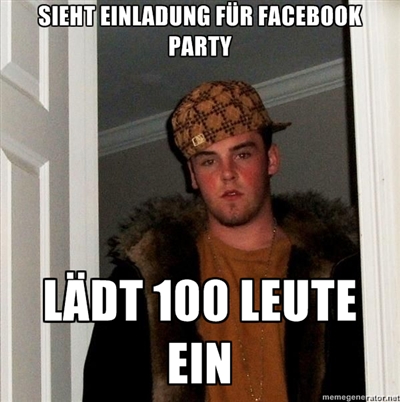 SIEHT EINLADUNG FÜR FACEBOOK
PARTY
LÄDT 100 LEUTE
EIN
memegenerator.net